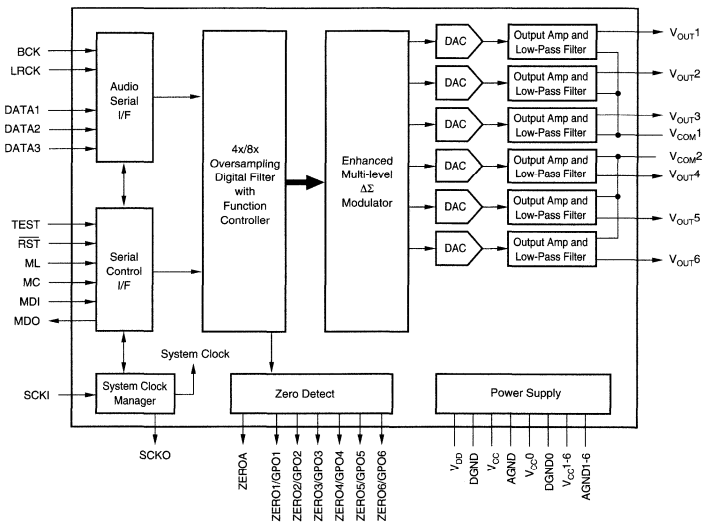 BCK
LRCK
DATA1
DATA2
DATA3
Audio
Serial
I/F
TEST
RST
ML
MC
MDI
MDO
Serial
Control
I/F
SCKI
System Clock
Manager
System Clock
SCKO
4x/8x
Oversampling
Digital Filter
with
Function
Controller
Enhanced
Multi-level
ΔΣ
Modulator
DAC
Output Amp and
Low-Pass Filter
VOUT1
DAC
Output Amp and
Low-Pass Filter
VOUT2
DAC
Output Amp and
Low-Pass Filter
VOUT3
VCOM1
DAC
Output Amp and
Low-Pass Filter
VCOM2
VOUT4
DAC
Output Amp and
Low-Pass Filter
VOUT5
DAC
Output Amp and
Low-Pass Filter
VOUT6
Zero Detect
ZEROA
ZERO1/GPO1
ZERO2/GPO2
ZERO3/GPO3
ZERO4/GPO4
ZERO5/GPO5
ZERO6/GPO6
Power Supply
VDD
DGND
VCC
AGND
VCC0
DGND0
VCC1-6
AGND1-6